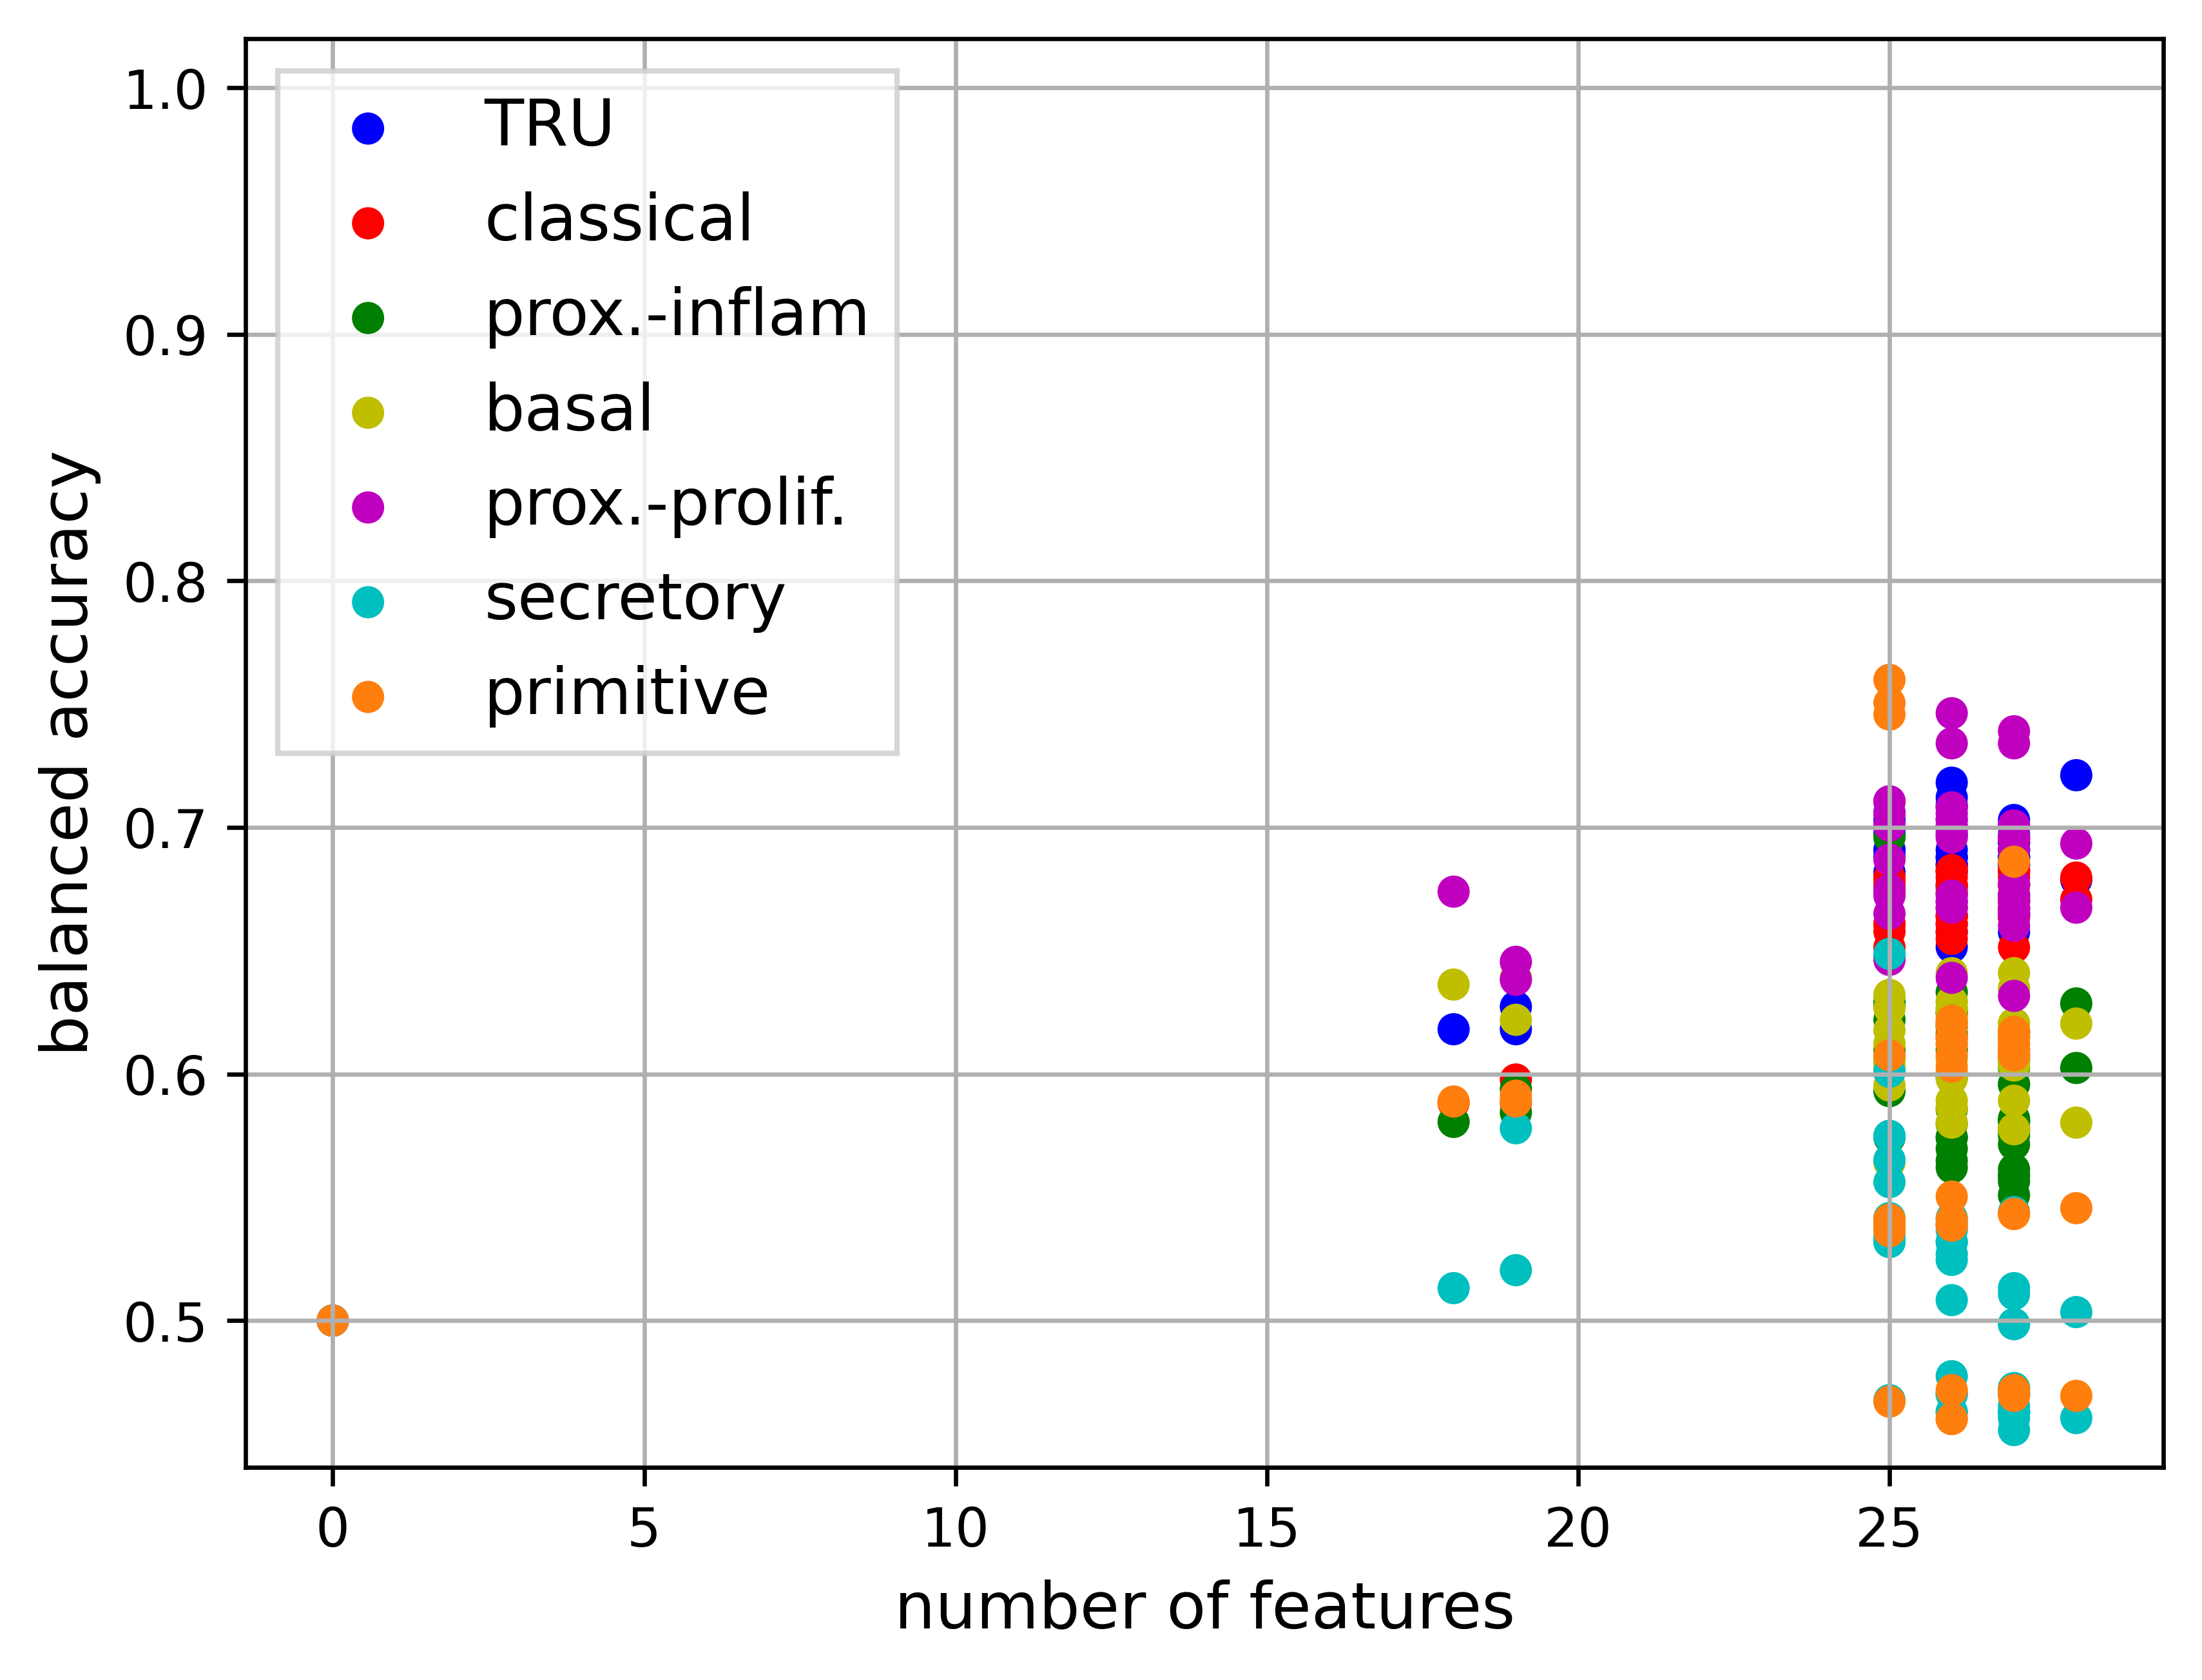 TRU
classical
prox.-inflam
basal
prox.-prolif.
secretory
primitive
1.0
0.9
0.8
0.7
0.6
0.5
balanced accuracy
0 5 10 15 20 25
number of features